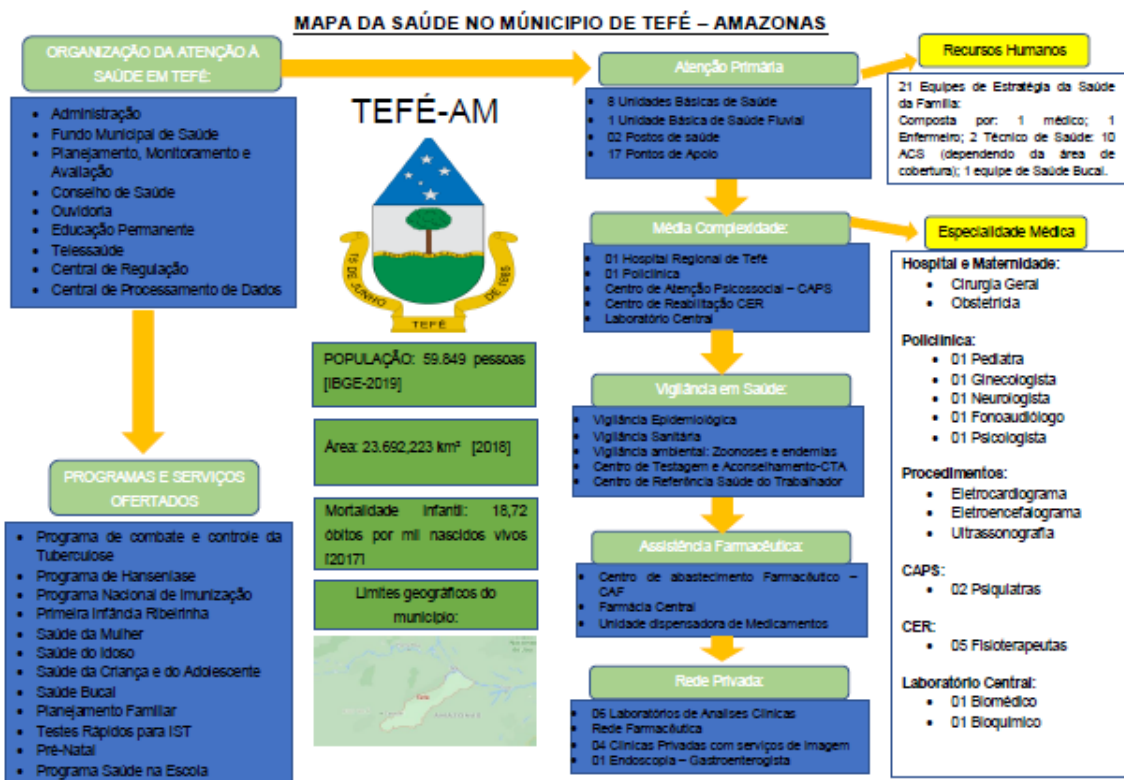 MAPA DA SAÚDE NO MÚNICIPIO DE TEFÉ – AMAZONAS
ORGANIZAÇÃO DA ATENÇÃO À
SAÚDE EM TEFÉ:
• Administração
• Fundo Municipal de Saúde
• Planejamento, Monitoramento e
Avaliação
• Conselho de Saúde
• Ouvidoria
• Educação Permanente
• Telessaúde
• Central de Regulação
• Central de Processamento de Dados
PROGRAMAS E SERVIÇOS
OFERTADOS
• Programa de combate e controle da
Tuberculose
• Programa de Hanseníase
• Programa Nacional de Imunização
• Primeira Infância Ribeirinha
• Saúde da Mulher
• Saúde do Idoso
• Saúde da Criança e do Adolescente
• Saúde Bucal
• Planejamento Familiar
• Testes Rápidos para IST
• Pré-Natal
• Programa Saúde na Escola
TEFÉ-AM
15 DE JUNHO
DE 1855
TEFÉ
POPULAÇÃO: 59.849 pessoas
[IBGE-2019]
Área: 23.692,223 km² [2018]
Mortalidade Infantil: 18,72
óbitos por mil nascidos vivos
[2017]
Limites geográficos do
município:
Atenção Primária
• 8 Unidades Básicas de Saúde
• 1 Unidade Básica de Saúde Fluvial
• 02 Postos de saúde
• 17 Pontos de Apoio
Média Complexidade:
• 01 Hospital Regional de Tefé
• 01 Policlínica
• Centro de Atenção Psicossocial – CAPS
• Centro de Reabilitação CER
• Laboratório Central
Vigilância em Saúde:
• Vigilância Epidemiológica
• Vigilância Sanitária
• Vigilância ambiental: Zoonoses e endemias
• Centro de Testagem e Aconselhamento-CTA
• Centro de Referência Saúde do Trabalhador
Assistência Farmacêutica:
• Centro de abastecimento Farmacêutico –
CAF
• Farmácia Central
• Unidade dispensadora de Medicamentos
Rede Privada:
• 06 Laboratórios de Analises Clínicas
• Rede Farmacêutica
• 04 Clinicas Privadas com serviços de Imagem
• 01 Endoscopia – Gastroenterogista
Recursos Humanos
21 Equipes de Estratégia da Saúde
da Família:
Composta por: 1 médico; 1
Enfermeiro; 2 Técnico de Saúde: 10
ACS (dependendo da área de
cobertura); 1 equipe de Saúde Bucal.
Especialidade Médica
Hospital e Maternidade:
• Cirurgia Geral
• Obstetrícia
Policlínica:
• 01 Pediatra
• 01 Ginecologista
• 01 Neurologista
• 01 Fonoaudiólogo
• 01 Psicologista
Procedimentos:
• Eletrocardiograma
• Eletroencefalograma
• Ultrassonografia
CAPS:
• 02 Psiquiatras
CER:
• 05 Fisioterapeutas
Laboratório Central:
• 01 Biomédico
• 01 Bioquímico